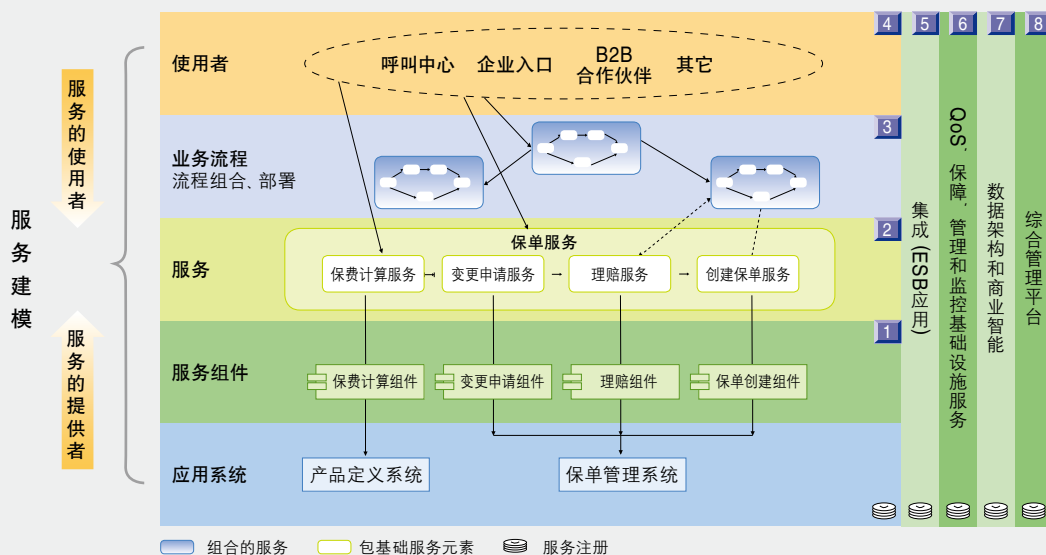 服务建模
服务的使用者
服务的提供者
使用者
呼叫中心
企业入口
B2B
合作伙伴
其它
业务流程
流程组合、部署
服务
保单服务
保费计算服务
变更申请服务
理赔服务
创建保单服务
服务组件
保费计算组件
变更申请组件
理赔组件
保单创建组件
应用系统
产品定义系统
保单管理系统
4
3
2
1
5
集成(ESB应用)
6
QoS、保障、管理和监控基础设施服务
7
数据架构和商业智能
8
综合管理平台
组合的服务
包基础服务元素
服务注册